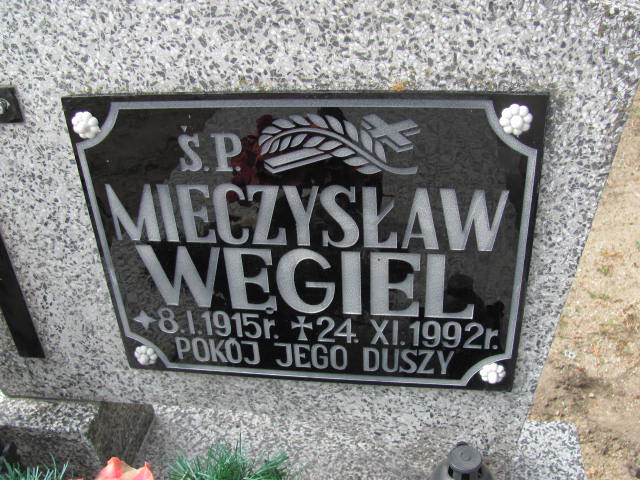 Ś.P.
MIECZYSŁAW
WĘGIEL
8.I.1915r. 24. XI. 1992r.
POKÓJ JEGO DUSZY